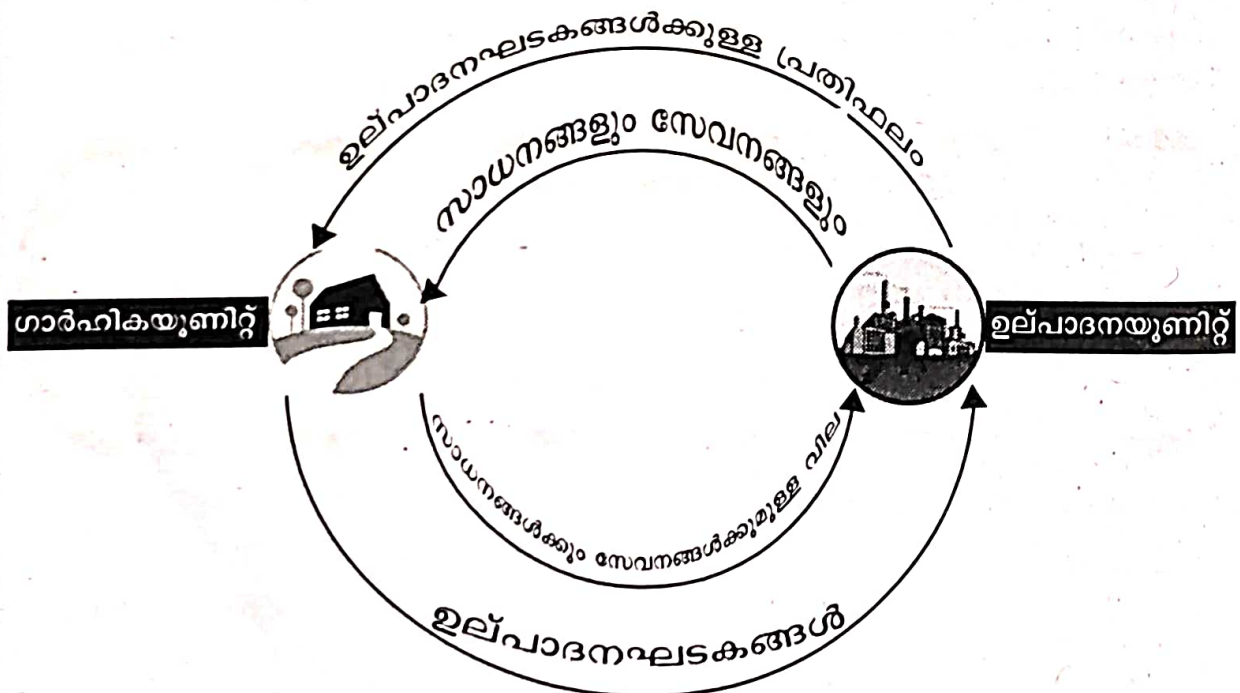 ഉല്പാദനഘടകങ്ങൾക്കുള്ള പ്രതിഫലം
സാധനങ്ങളും സേവനങ്ങളും
ഗാർഹികയൂണിറ്റ്
ഉല്പാദനയൂണിറ്റ്
സാധനങ്ങൾക്കും സേവനങ്ങൾക്കുമുള്ള വില
ഉല്പാദനഘടകങ്ങൾ